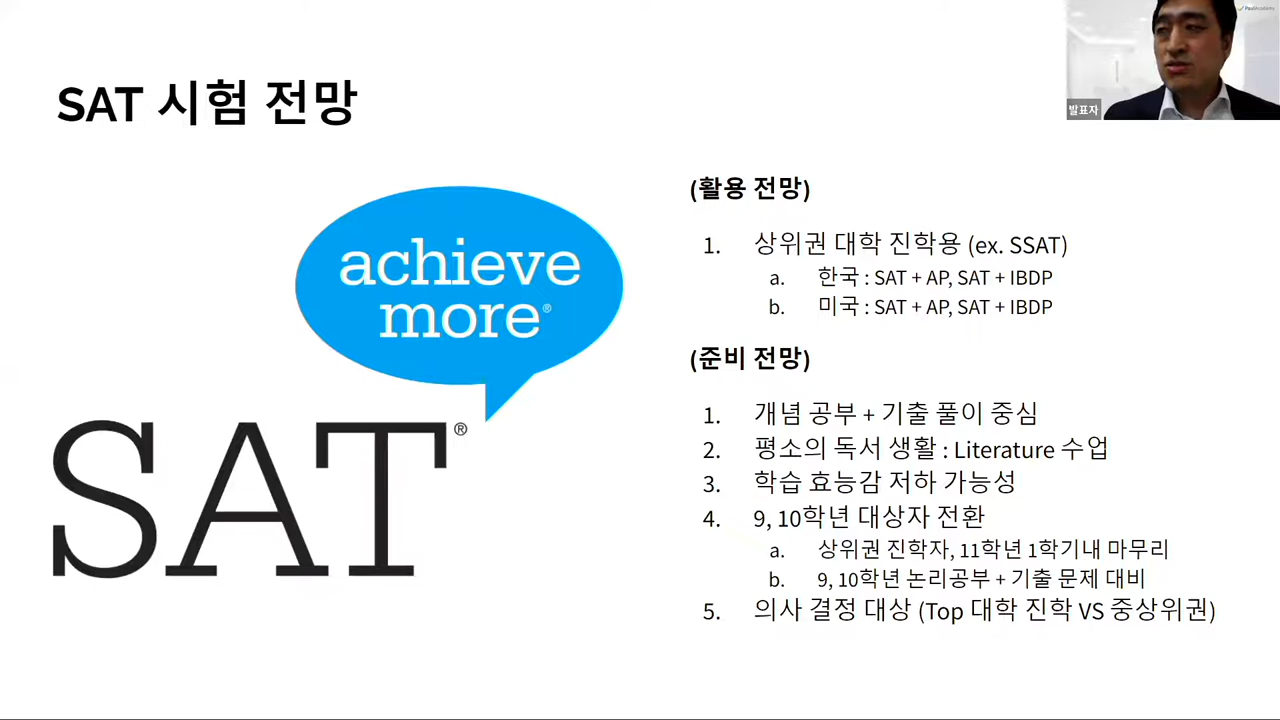 PaulAcademy
발표자
SAT 시험 전망
achieve
more®
SAT®
(활용 전망)
1. 상위권 대학 진학용 (ex. SSAT)
a. 한국 : SAT + AP, SAT + IBDP
b. 미국 : SAT + AP, SAT + IBDP
(준비 전망)
1. 개념 공부 + 기출 풀이 중심
2. 평소의 독서 생활 : Literature 수업
3. 학습 효능감 저하 가능성
4. 9, 10학년 대상자 전환
a. 상위권 진학자, 11학년 1학기내 마무리
b. 9, 10학년 논리공부 + 기출 문제 대비
5. 의사 결정 대상 (Top 대학 진학 VS 중상위권)